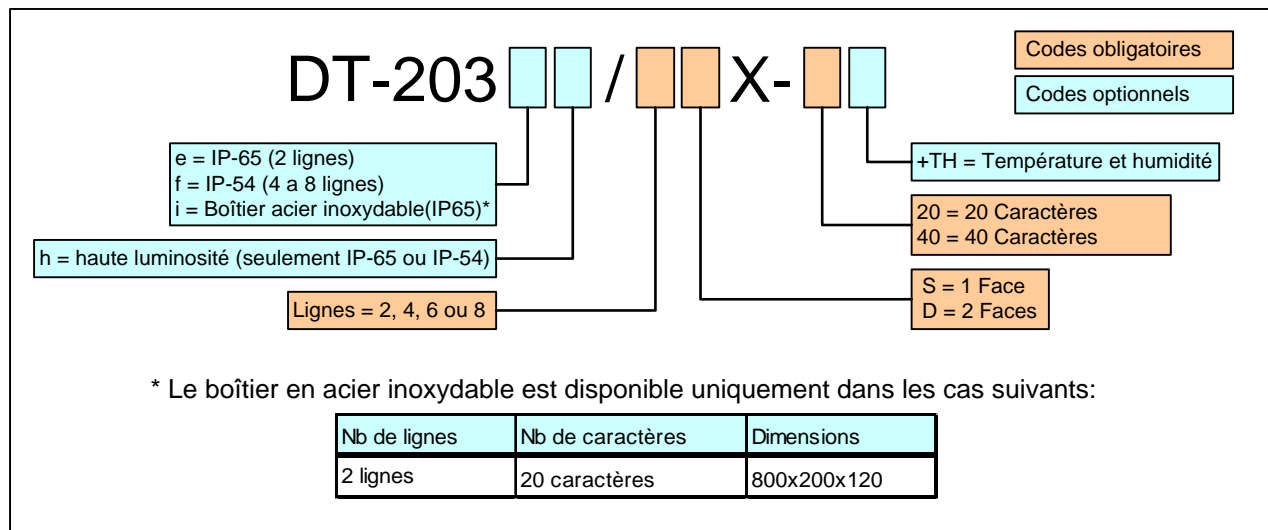 DT-203 / X-
Codes obligatoires
Codes optionnels
e = IP-65 (2 lignes)
f = IP-54 (4 a 8 lignes)
i = Boîtier acier inoxydable(IP65)*
+TH = Température et humidité
20 = 20 Caractères
40 = 40 Caractères
h = haute luminosité (seulement IP-65 ou IP-54)
S = 1 Face
D = 2 Faces
Lignes = 2, 4, 6 ou 8
* Le boîtier en acier inoxydable est disponible uniquement dans les cas suivants:
Nb de lignes Nb de caractères Dimensions
2 lignes 20 caractères 800x200x120